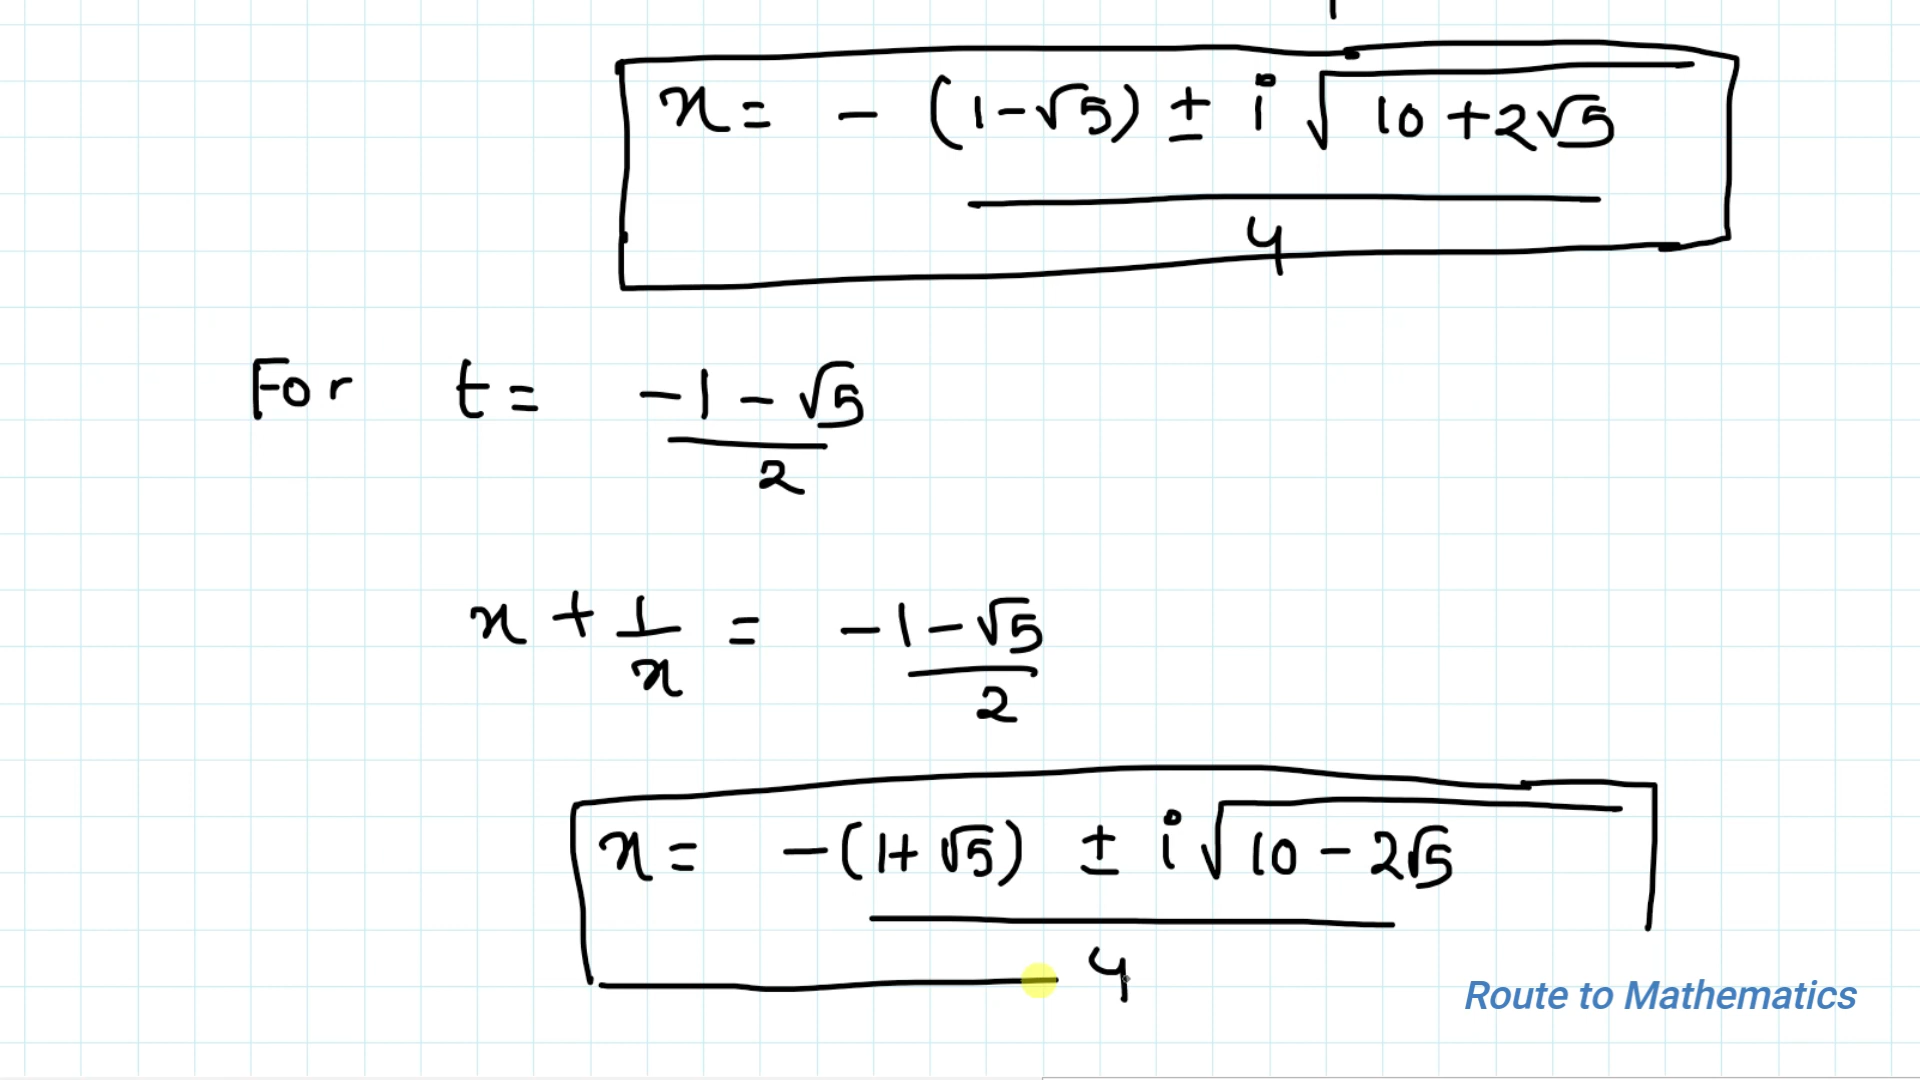 x = -(1-√5) ± i √(10+2√5)
4
For t = -1-√5
2
x + 1/x = -1-√5
2
x = -(1+√5) ± i√(10-2√5)
4
Route to Mathematics